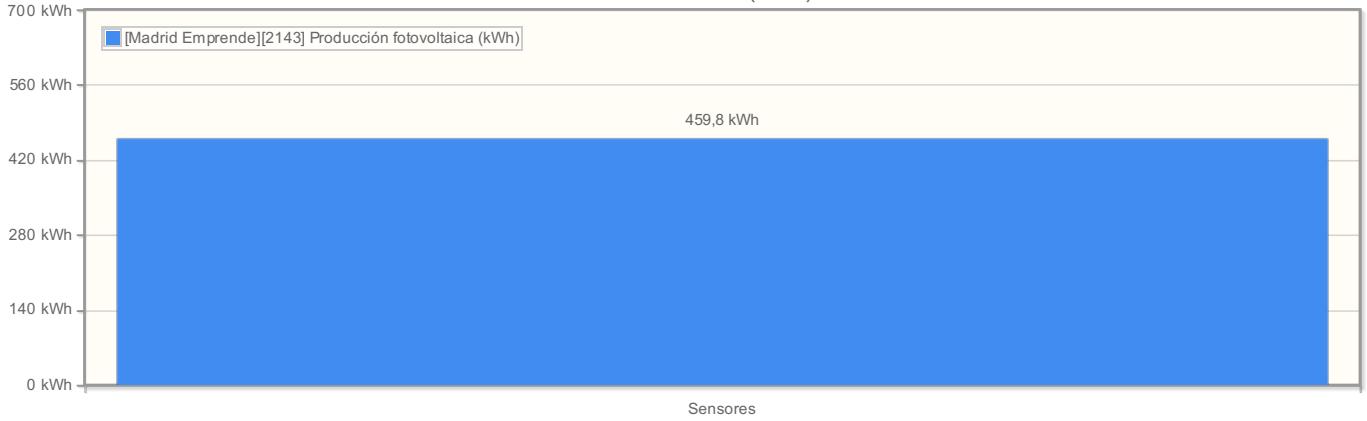 700 kWh
[Madrid Emprende][2143] Producción fotovoltaica (kWh)
560 kWh
459,8 kWh
420 kWh
280 kWh
140 kWh
0 kWh
Sensores